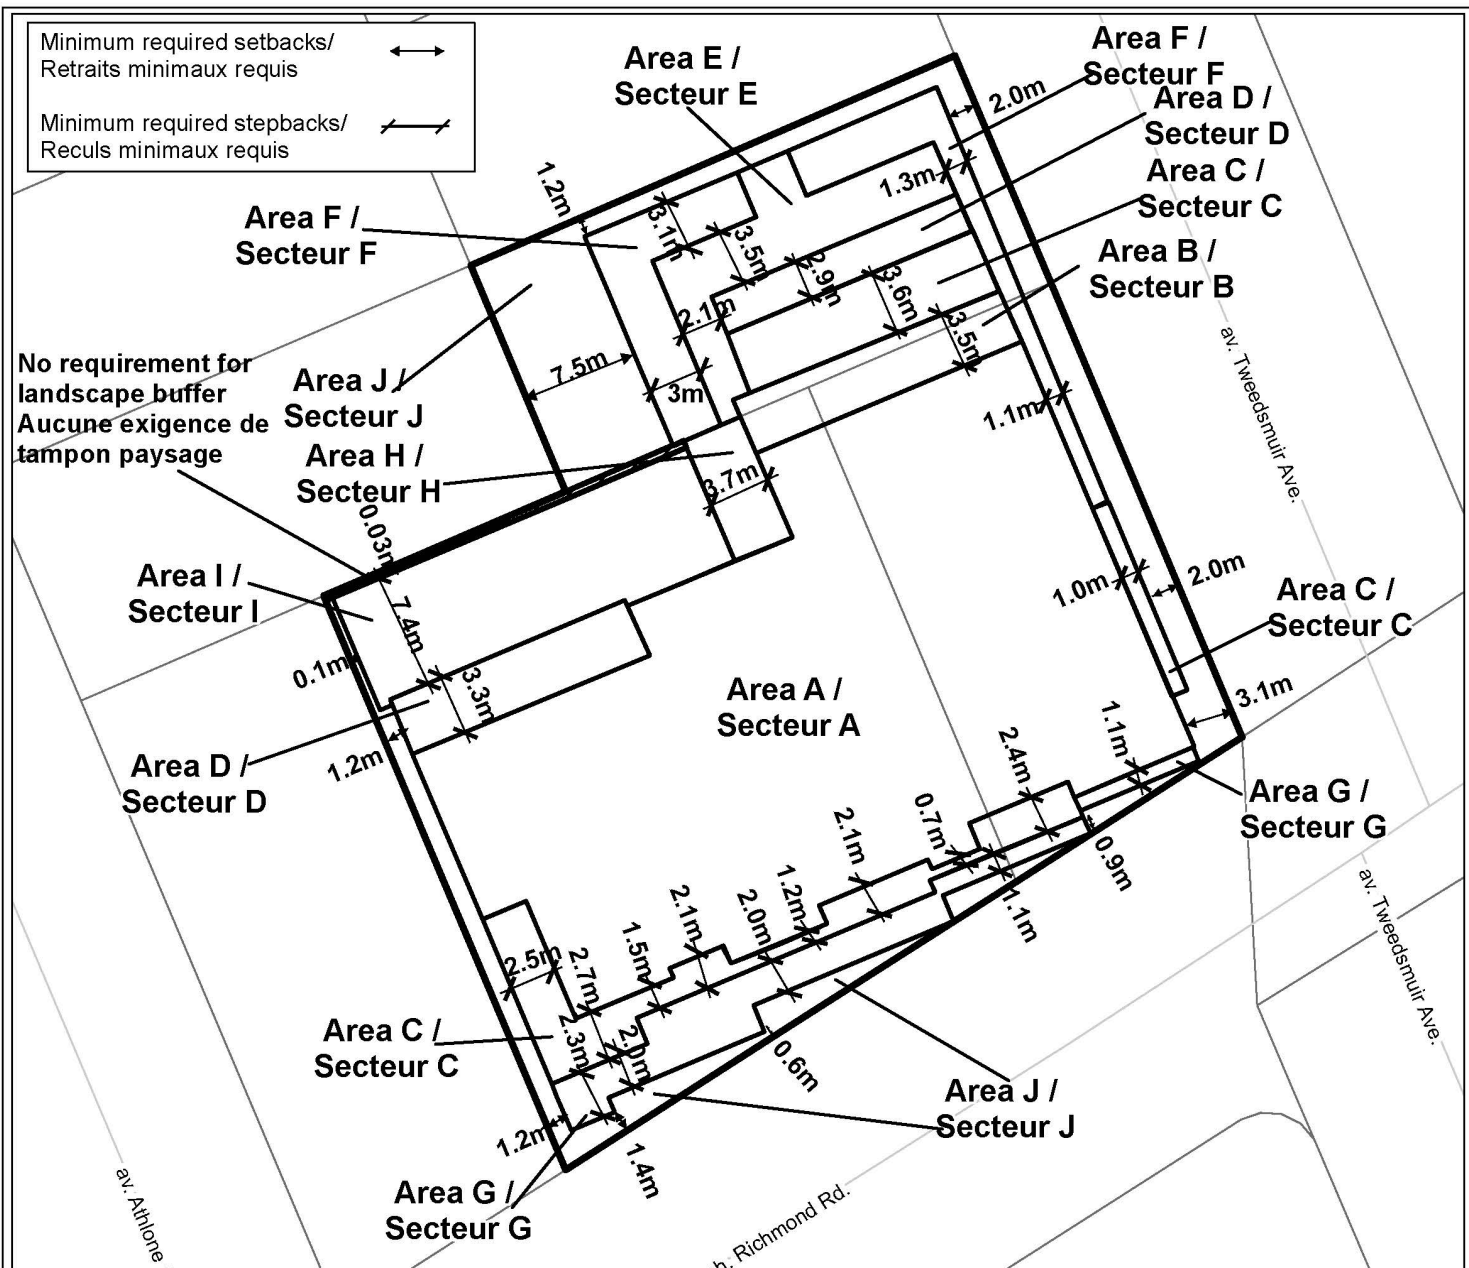 Minimum required setbacks/
Retraits minimaux requis
Minimum required stepbacks/
Reculs minimaux requis
Area E /
Secteur E
Area F /
Secteur F
2.0m
Area D /
Secteur D
Area C /
Secteur C
Area B /
Secteur B
1.3m
1.2m
Area F /
Secteur F
3.1m
3.5m
2.9m
3.6m
3.5m
2.1m
7.5m
3m
1.1m
av. Tweedsmuir Ave.
No requirement for
landscape buffer
Aucune exigence de
tampon paysage
Area J /
Secteur J
Area H /
Secteur H
3.7m
0.03m
Area I /
Secteur I
7.4m
0.1m
3.3m
1.0m
2.0m
Area C /
Secteur C
Area A /
Secteur A
3.1m
Area D /
Secteur D
1.2m
1.1m
2.4m
0.7m
2.1m
Area G /
Secteur G
0.9m
1.2m
2.0m
2.1m
1.5m
1.1m
2.5m
2.7m
Area C /
Secteur C
2.3m
2.0m
0.6m
Area J /
Secteur J
1.2m
1.4m
Area G /
Secteur G
av. Tweedsmuir Ave.
av. Athlone
h. Richmond Rd.